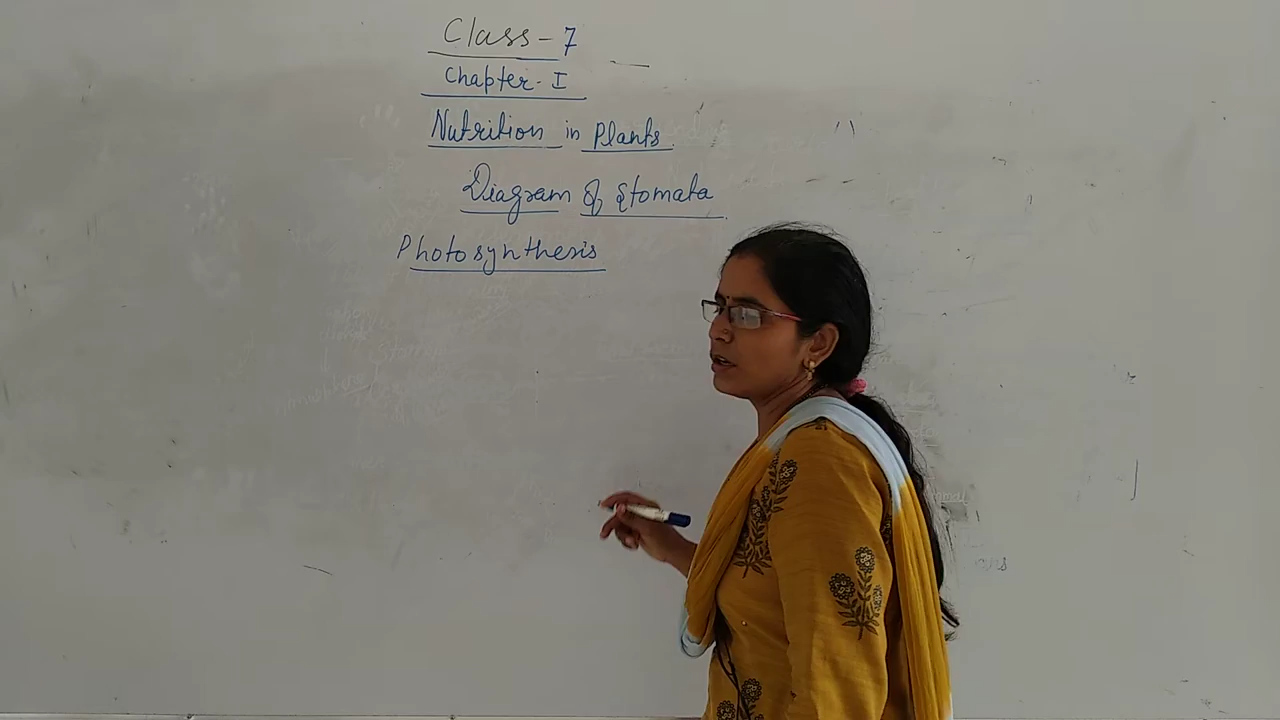 Class - 7
Chapter - I
Nutrition in Plants.
Diagram of Stomata
Photosynthesis